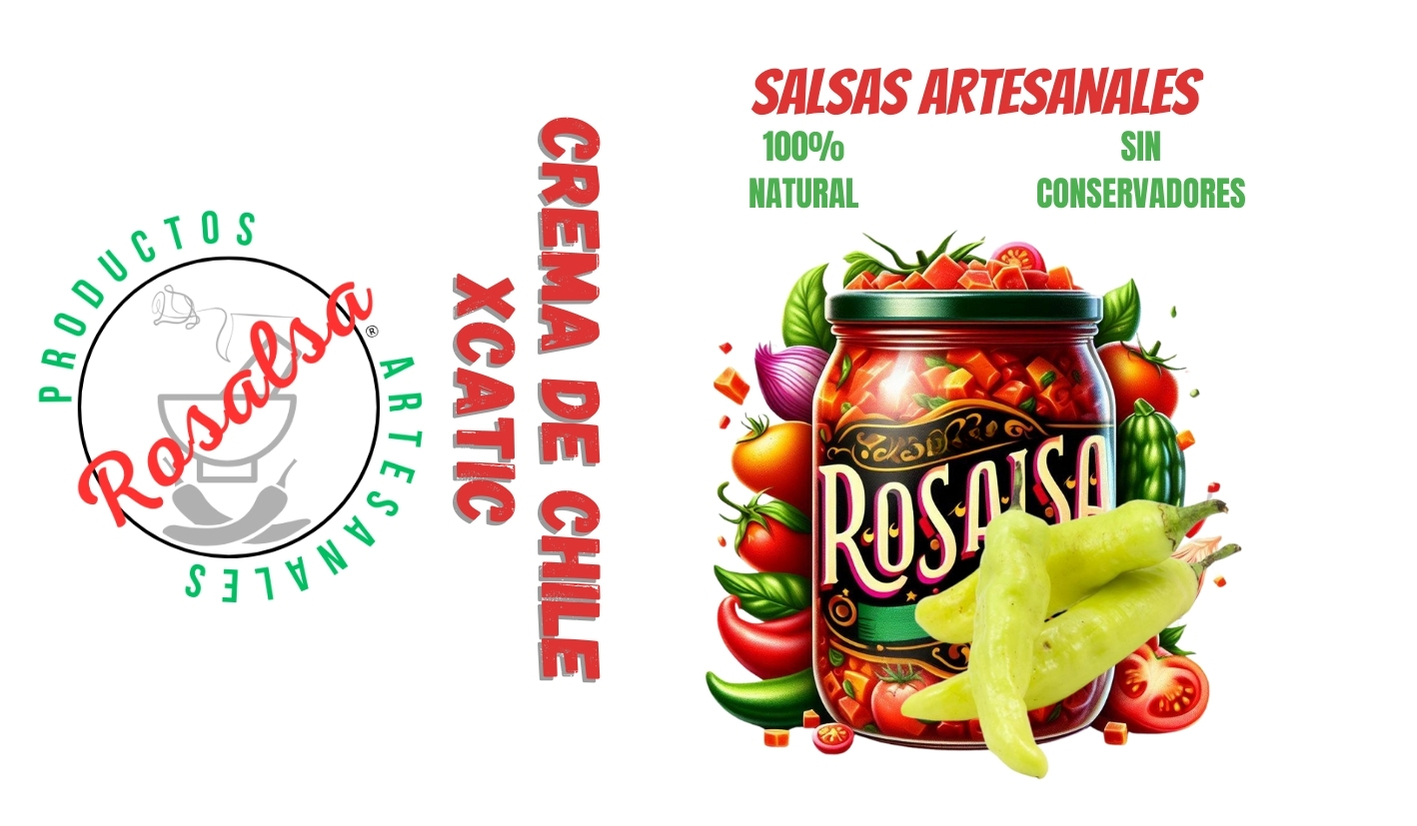 PRODUCTOS
Rosalsa
®
ARTESANALES
CREMA DE CHILE
XCATIC
SALSAS ARTESANALES
100%
NATURAL
SIN
CONSERVADORES
ROSALSA